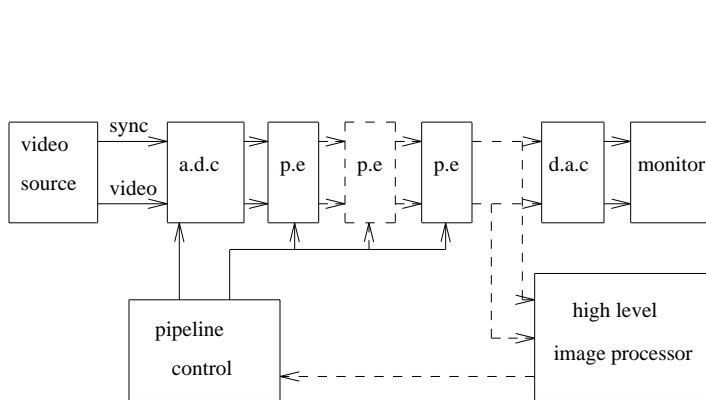 sync
video
source
video
a.d.c
p.e
p.e
p.e
d.a.c
monitor
pipeline
control
high level
image processor